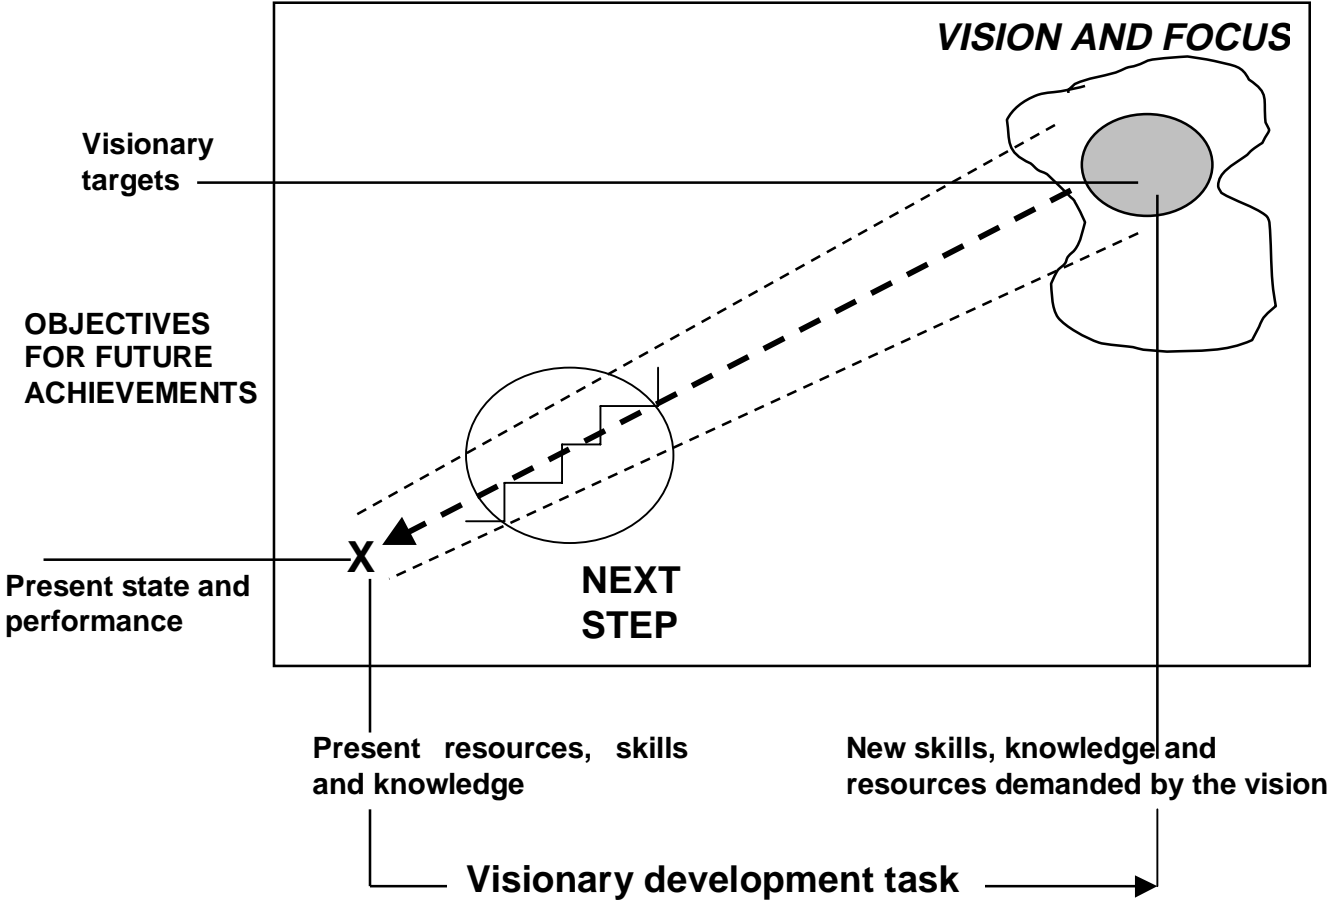 VISION AND FOCUS
Visionary
targets
OBJECTIVES
FOR FUTURE
ACHIEVEMENTS
X
Present state and
performance
NEXT
STEP
Present resources, skills
and knowledge
New skills, knowledge and
resources demanded by the vision
Visionary development task